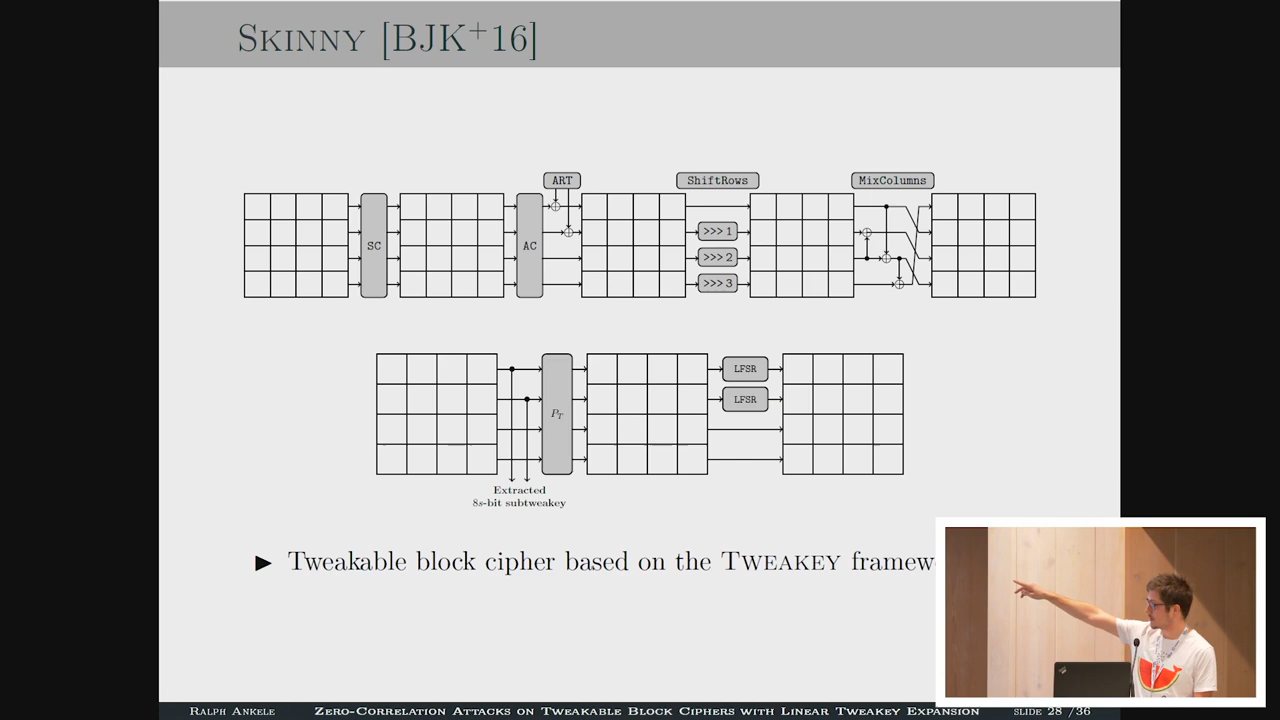 SKINNY [BJK+16]
ART
ShiftRows
MixColumns
SC
AC
>>> 1
>>> 2
>>> 3
LFSR
LFSR
PT
Extracted
8s-bit subtweakey
► Tweakable block cipher based on the TWEAKEY framew
RALPH ANKELE ZERO-CORRELATION ATTACKS ON TWEAKABLE BLOCK CIPHERS WITH LINEAR TWEAKEY EXPANSION SLIDE 28 /36